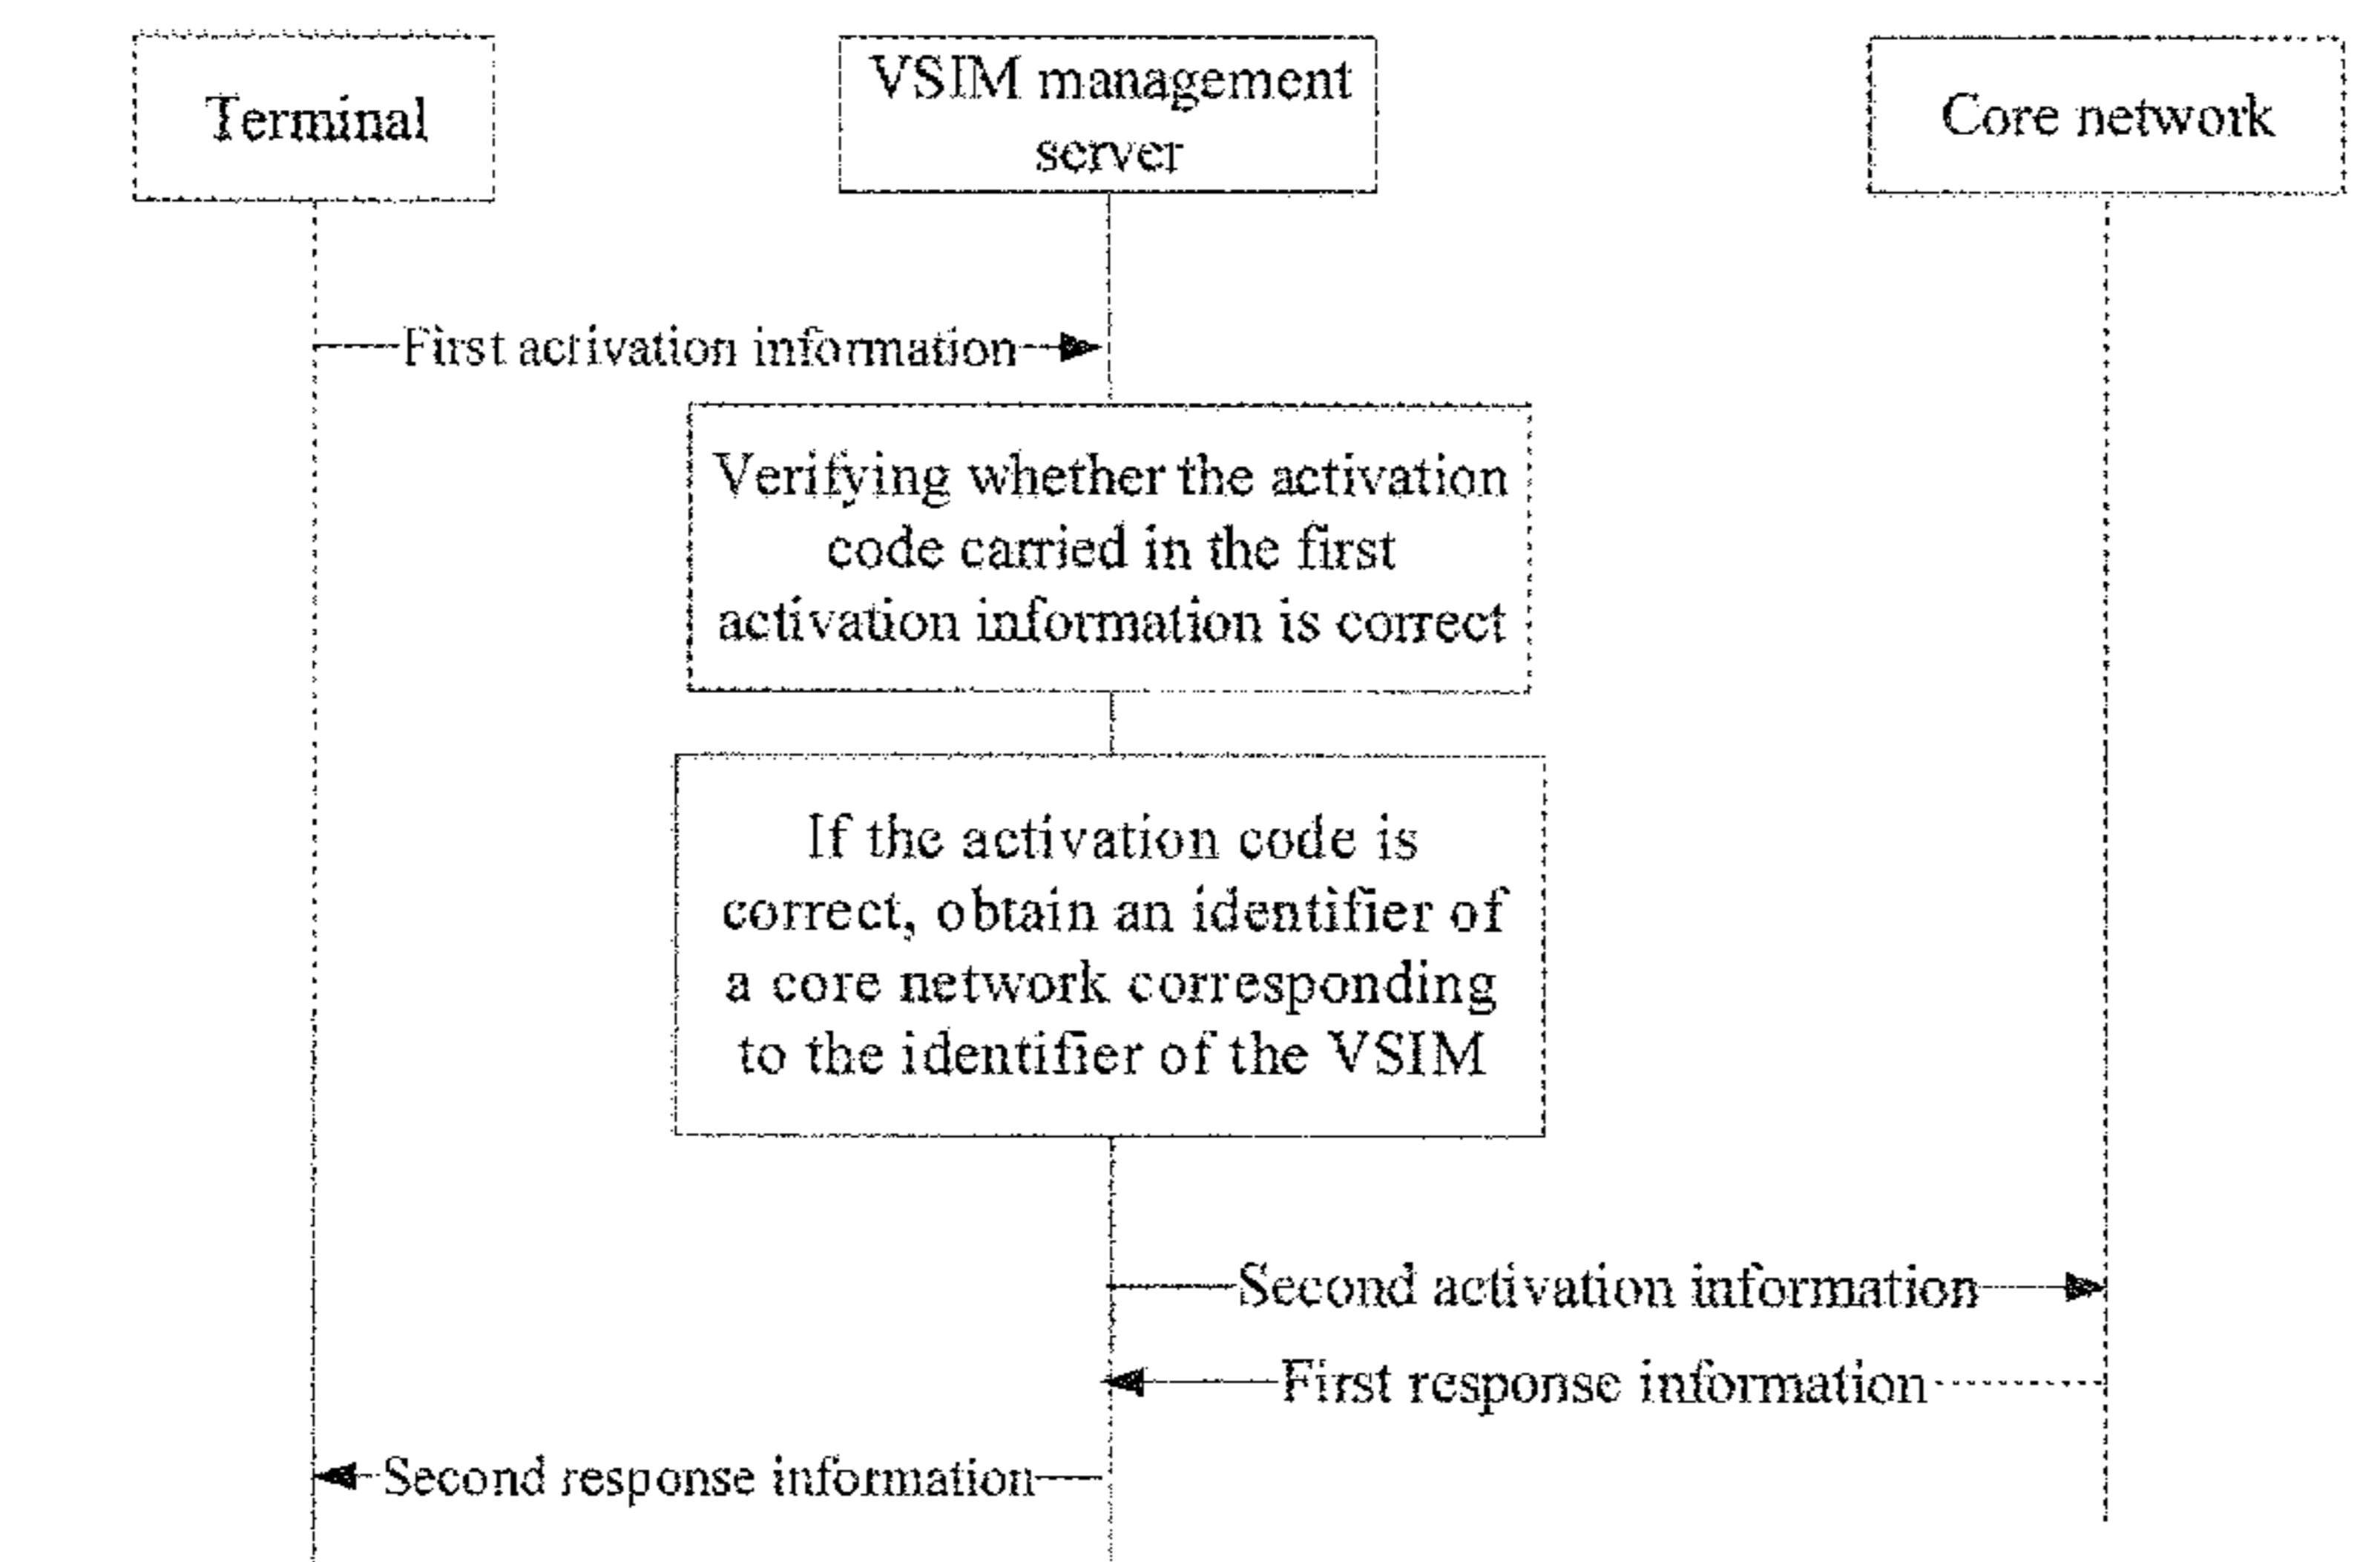 Terminal
VSIM management
server
Core network
First activation information
Verifying whether the activation
code carried in the first
activation information is correct
If the activation code is
correct, obtain an identifier of
a core network corresponding
to the identifier of the VSIM
Second activation information
First response information
Second response information